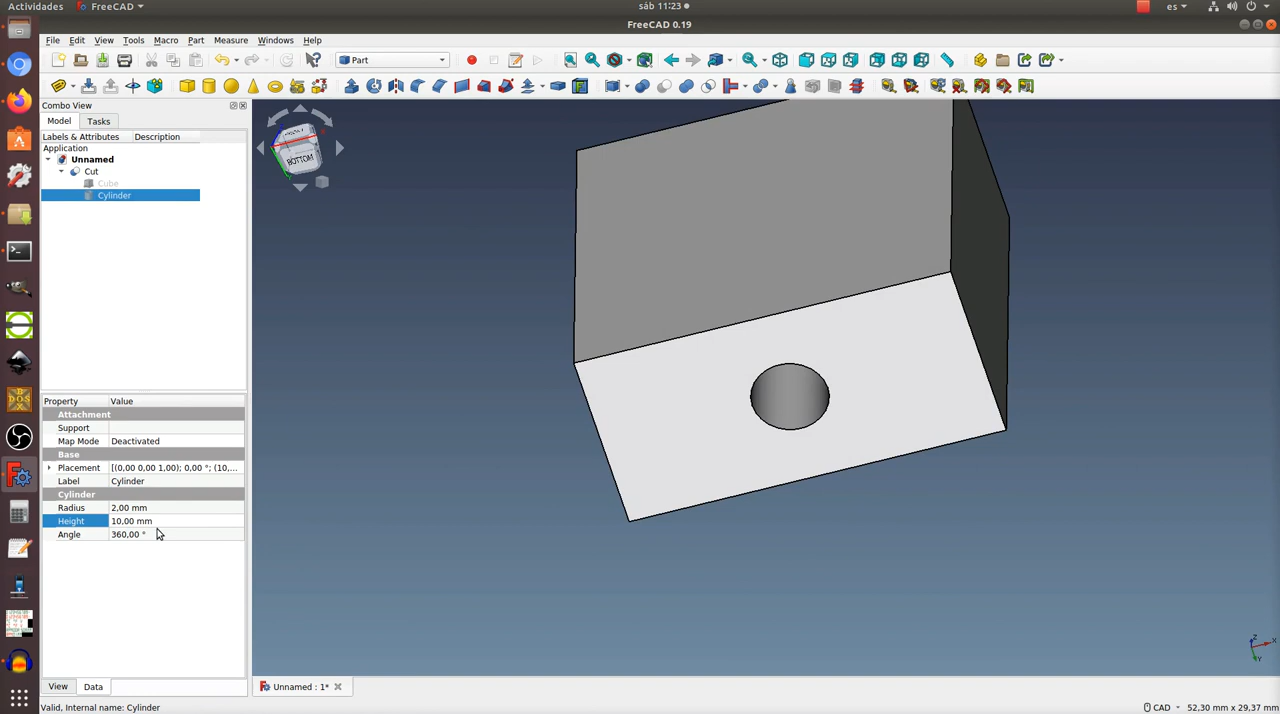 Actividades FreeCAD sáb 11:23 es
FreeCAD 0.19
File Edit View Tools Macro Part Measure Windows Help
Part
Combo View
Model Tasks
Labels & Attributes Description
Application
Unnamed
Cut
Cube
Cylinder
BOTTOM
Property Value
Attachment
Support
Map Mode Deactivated
Base
Placement [(0,00 0,00 1,00); 0,00 °; (10,...
Label Cylinder
Cylinder
Radius 2,00 mm
Height 10,00 mm
Angle 360,00 °
View Data
Unnamed : 1*
Z X Y
Valid, Internal name: Cylinder CAD 52,30 mm x 29,37 mm